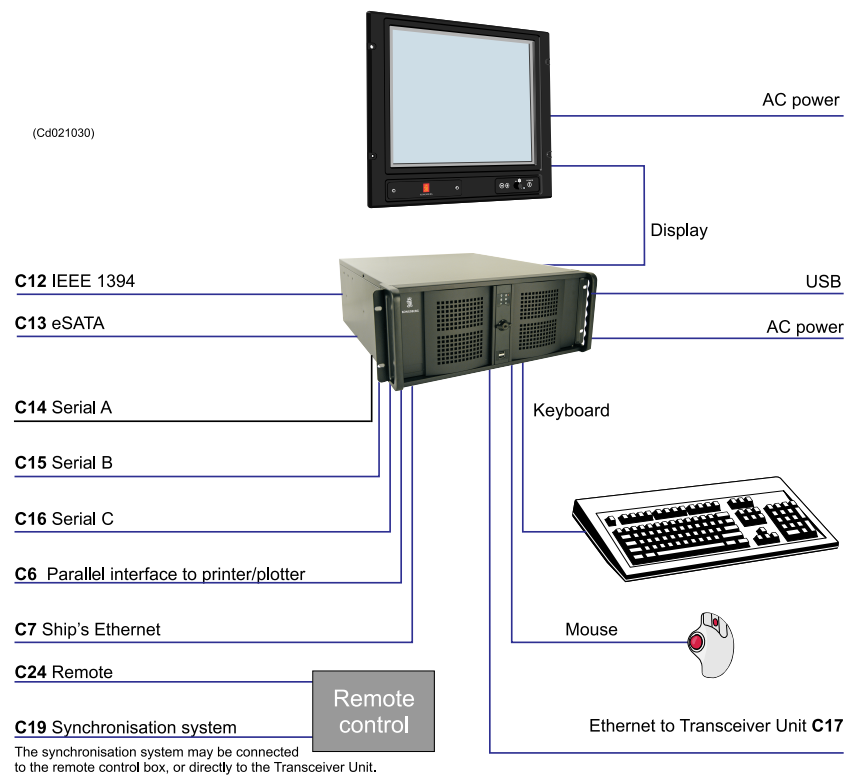 AC power
(Cd021030)
Display
C12 IEEE 1394
USB
C13 eSATA
AC power
C14 Serial A
Keyboard
C15 Serial B
C16 Serial C
C6 Parallel interface to printer/plotter
C7 Ship's Ethernet
Mouse
C24 Remote
Remote
control
C19 Synchronisation system
Ethernet to Transceiver Unit C17
The synchronisation system may be connected
to the remote control box, or directly to the Transceiver Unit.